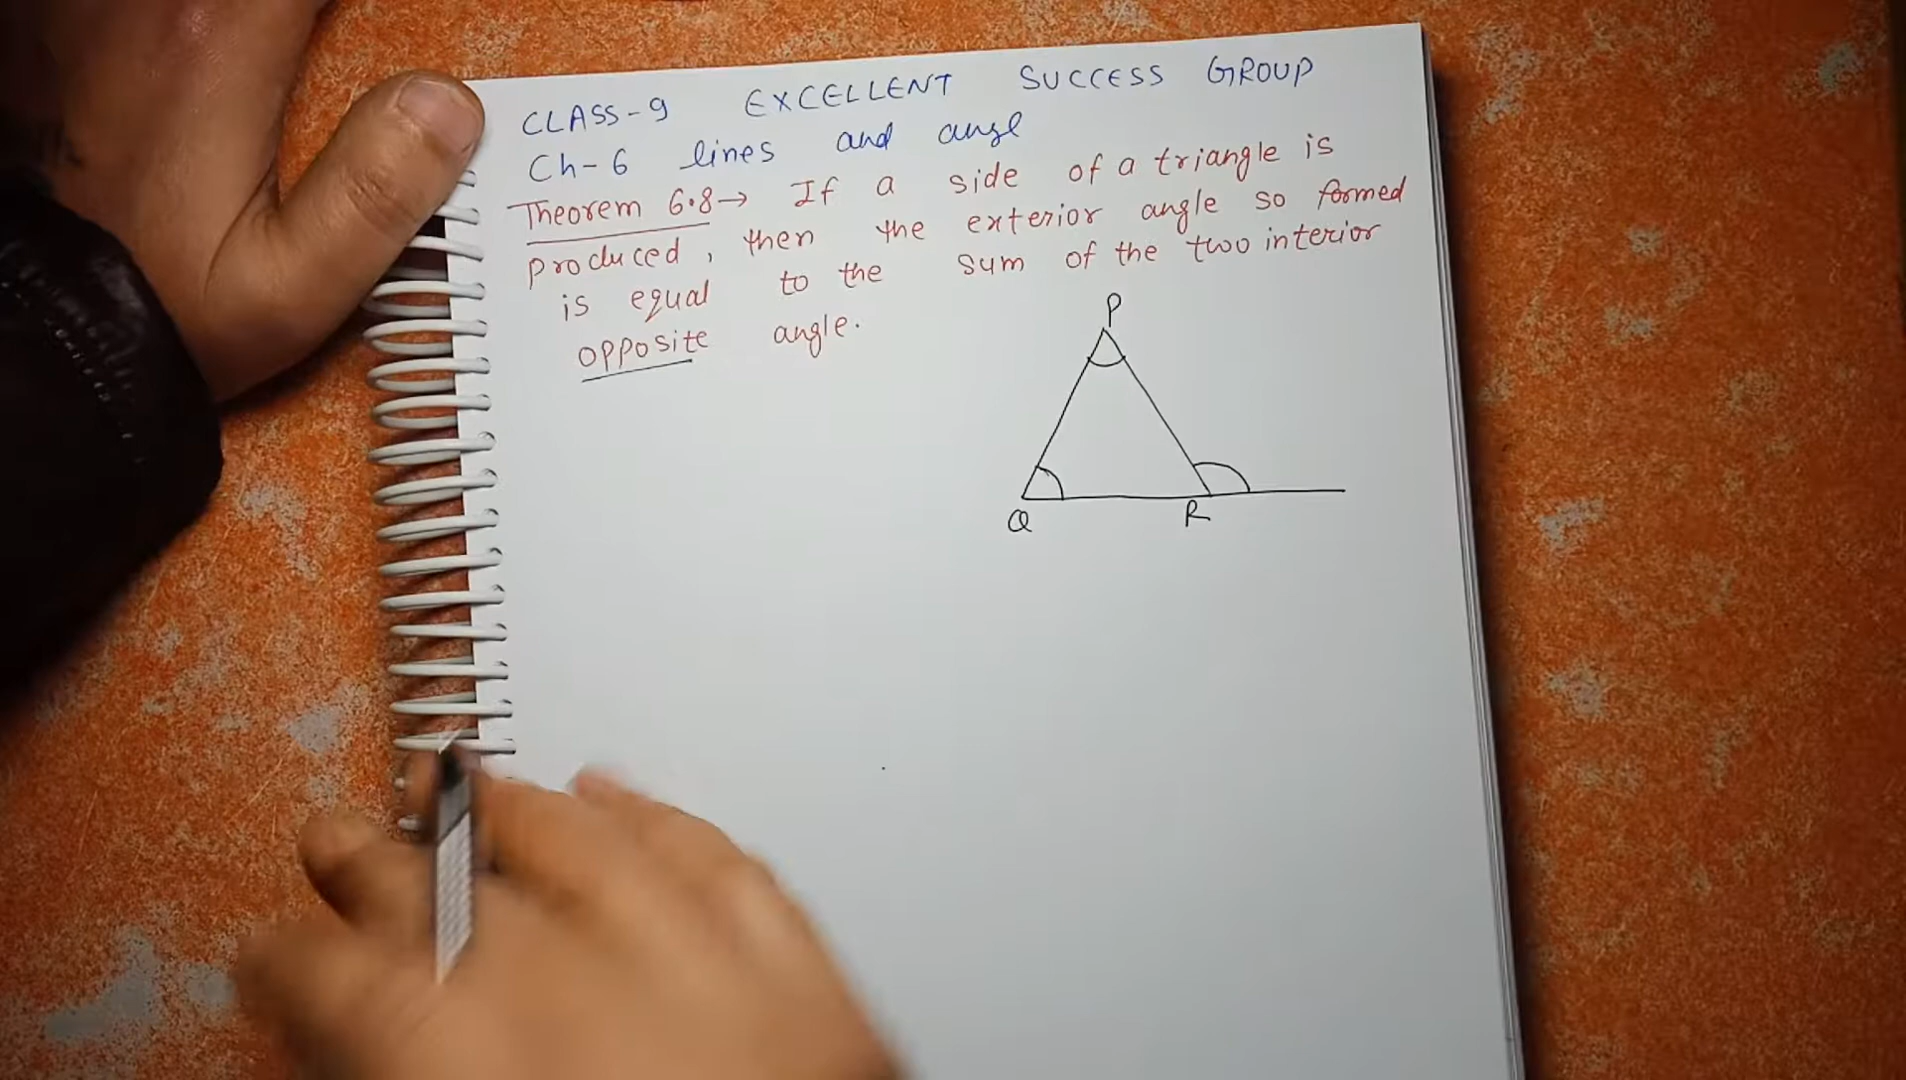 CLASS-9 EXCELLENT SUCCESS GROUP
Ch-6 lines and angl
Theorem 6.8→ If a side of a triangle is
produced, then the exterior angle so formed
is equal to the sum of the two interior
opposite angle.
P
Q R